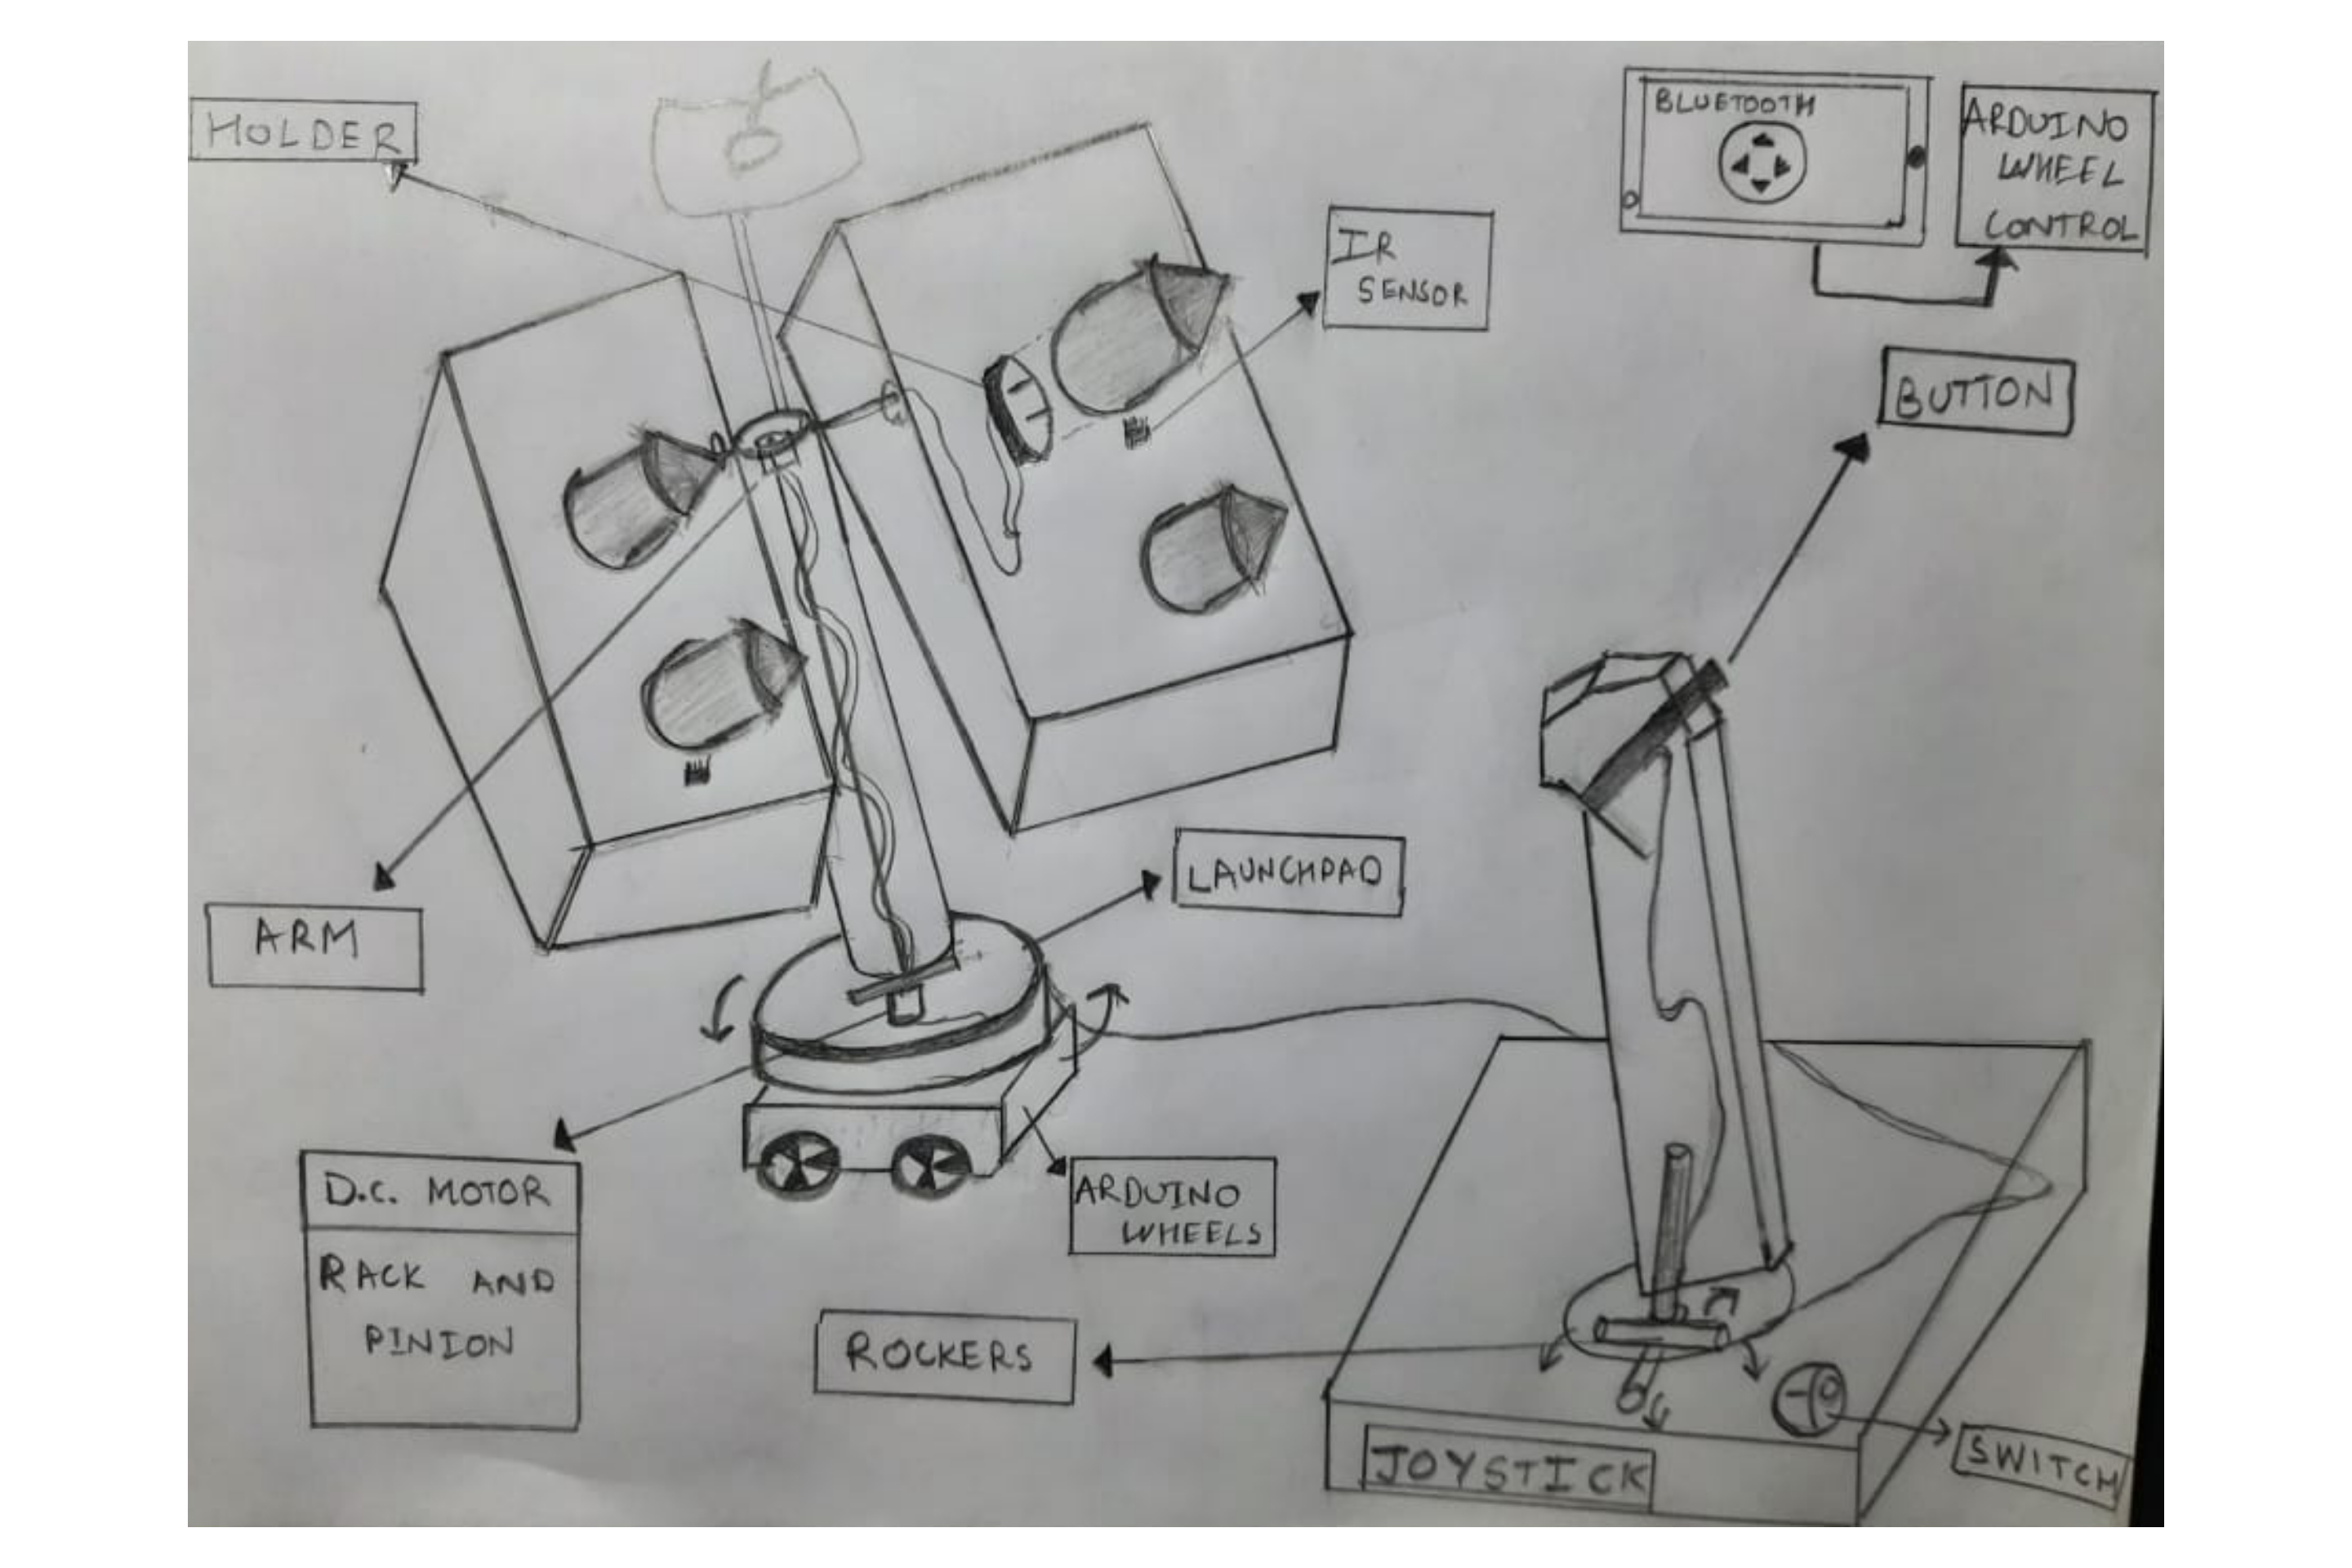 HOLDER
BLUETOOTH
ARDUINO
WHEEL
CONTROL
IR
SENSOR
BUTTON
LAUNCHPAD
ARM
D.C. MOTOR
RACK AND
PINION
ARDUINO
WHEELS
ROCKERS
JOYSTICK
SWITCH